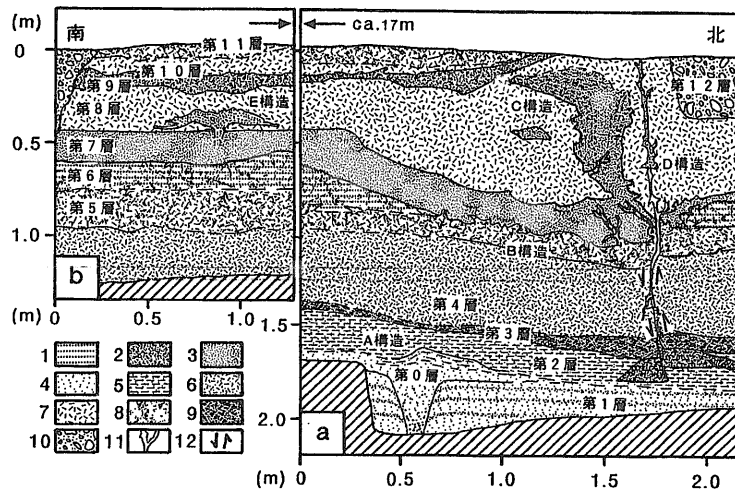 (m) 南 ca.17m 北
0
第11層
第10層
第9層
第8層
E構造
C構造
第12層
0.5
第7層
D構造
第6層
第5層
1.0
b
B構造
第4層
0 0.5 1.0
(m) 1.5
A構造
第3層
第2層
第0層
第1層
2.0
a
1 2 3
4 5 6
7 8 9
10 11 12
(m) 0 0.5 1.0 1.5 2.0